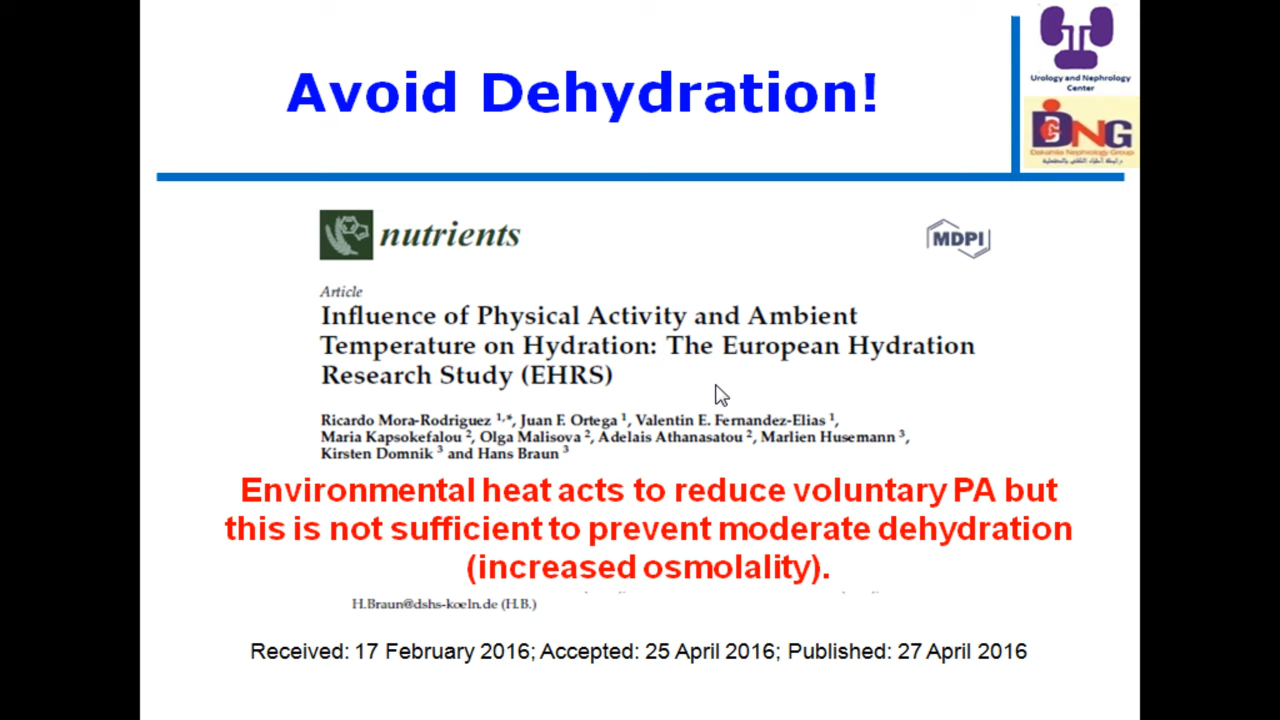 Avoid Dehydration!
Urology and Nephrology
Center
DNG
Dakahlia Nephrology Group
nutrients
MDPI
Article
Influence of Physical Activity and Ambient
Temperature on Hydration: The European Hydration
Research Study (EHRS)
Ricardo Mora-Rodriguez 1,*, Juan F. Ortega 1, Valentin E. Fernandez-Elias 1,
Maria Kapsokefalou 2, Olga Malisova 2, Adelais Athanasatou 2, Marlien Husemann 3,
Kirsten Domnik 3 and Hans Braun 3
Environmental heat acts to reduce voluntary PA but
this is not sufficient to prevent moderate dehydration
(increased osmolality).
H.Braun@dshs-koeln.de (H.B.)
Received: 17 February 2016; Accepted: 25 April 2016; Published: 27 April 2016